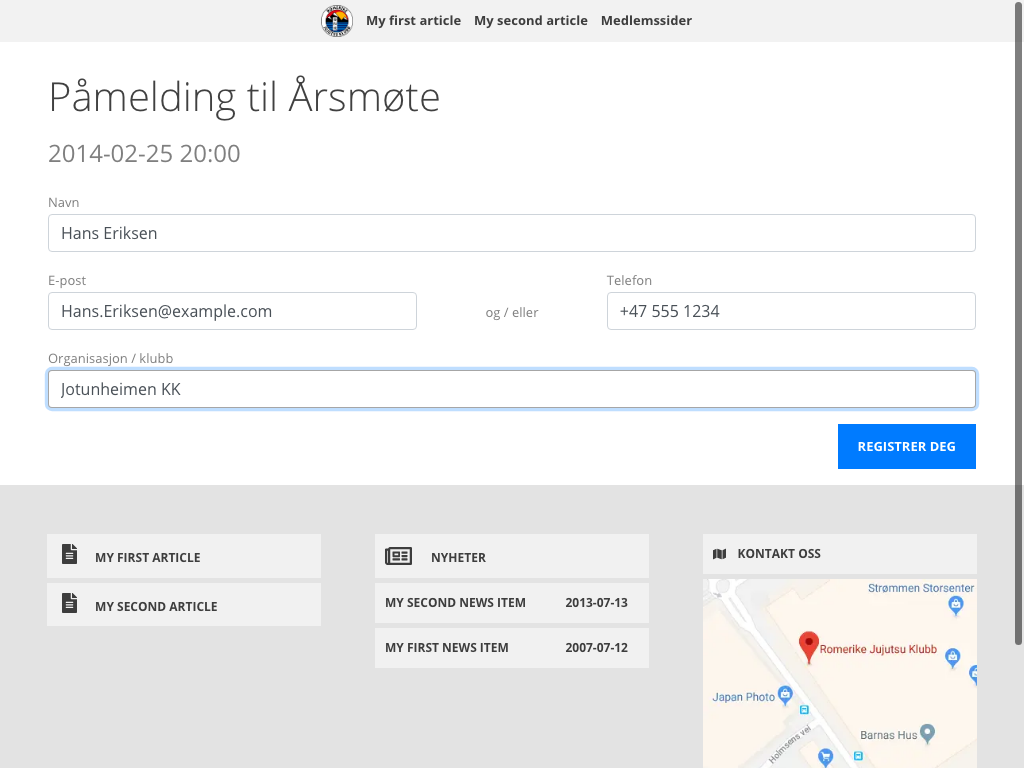 My first article My second article Medlemssider
Påmelding til Årsmøte
2014-02-25 20:00
Navn
Hans Eriksen
E-post
Telefon
Hans.Eriksen@example.com
og / eller
+47 555 1234
Organisasjon / klubb
Jotunheimen KK
REGISTRER DEG
MY FIRST ARTICLE
MY SECOND ARTICLE
NYHETER
MY SECOND NEWS ITEM 2013-07-13
MY FIRST NEWS ITEM 2007-07-12
KONTAKT OSS
Strømmen Storsenter
Romerike Jujutsu Klubb
Japan Photo
Barnas Hus
Holmsens vei